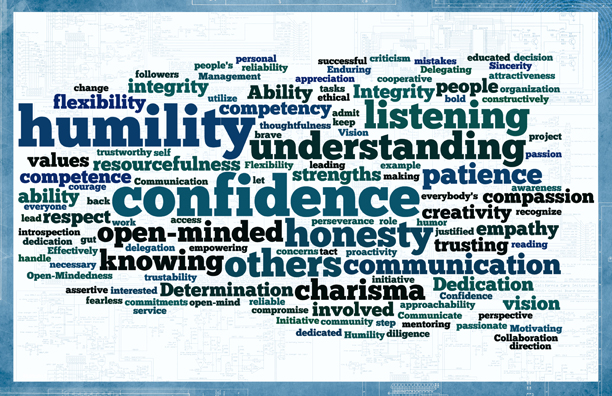 personal
successful criticism mistakes educated decision
people's reliability Enduring Delegating Sincerity
followers Management appreciation cooperative attractiveness
change integrity Ability tasks ethical Integrity people organization
flexibility utilize competency admit keep bold constructively
humility thoughtfulness Vision listening
brave understanding project
values trustworthy self resourcefulness Flexibility leading example passion
competence Communication let strengths making patience
courage awareness
ability everyone back confidence everybody's compassion
lead respect work access perseverance role humor creativity recognize
introspection dedication gut open-minded honesty justified empathy
Effectively delegation empowering concerns tact proactivity trusting reading
handle necessary knowing others communication
Open-Mindedness trustability initiative
assertive interested Determination charisma Dedication
fearless commitments open-mind reliable Confidence approachability vision
service compromise involved Communicate perspective
Initiative community step mentoring passionate Motivating
dedicated Humility diligence Collaboration
direction